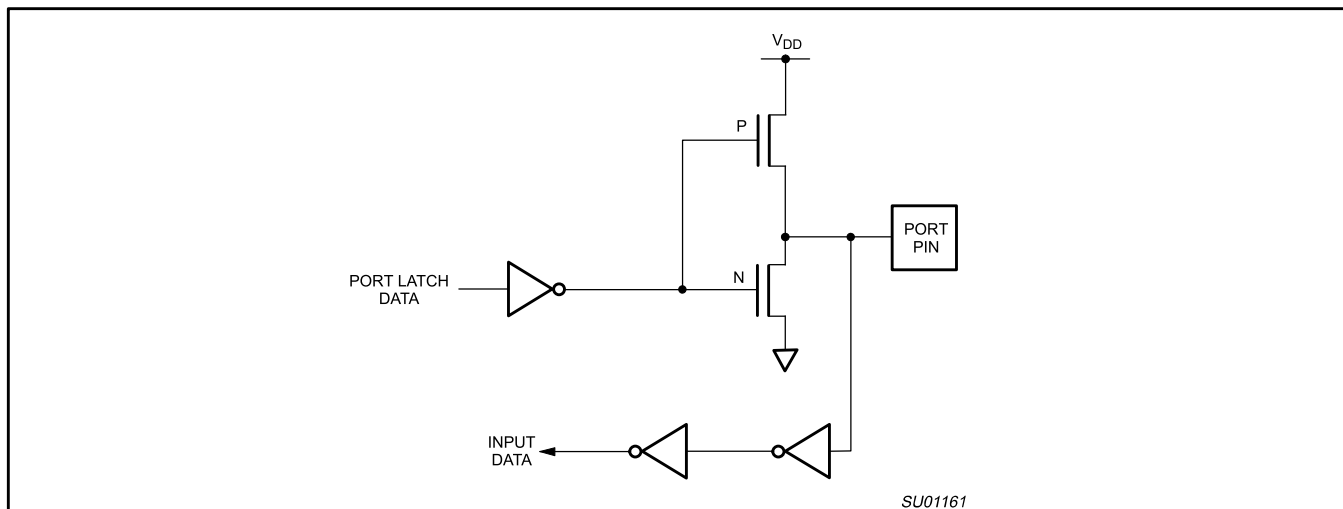 VDD
P
PORT
PIN
N
PORT LATCH
DATA
INPUT
DATA
SU01161